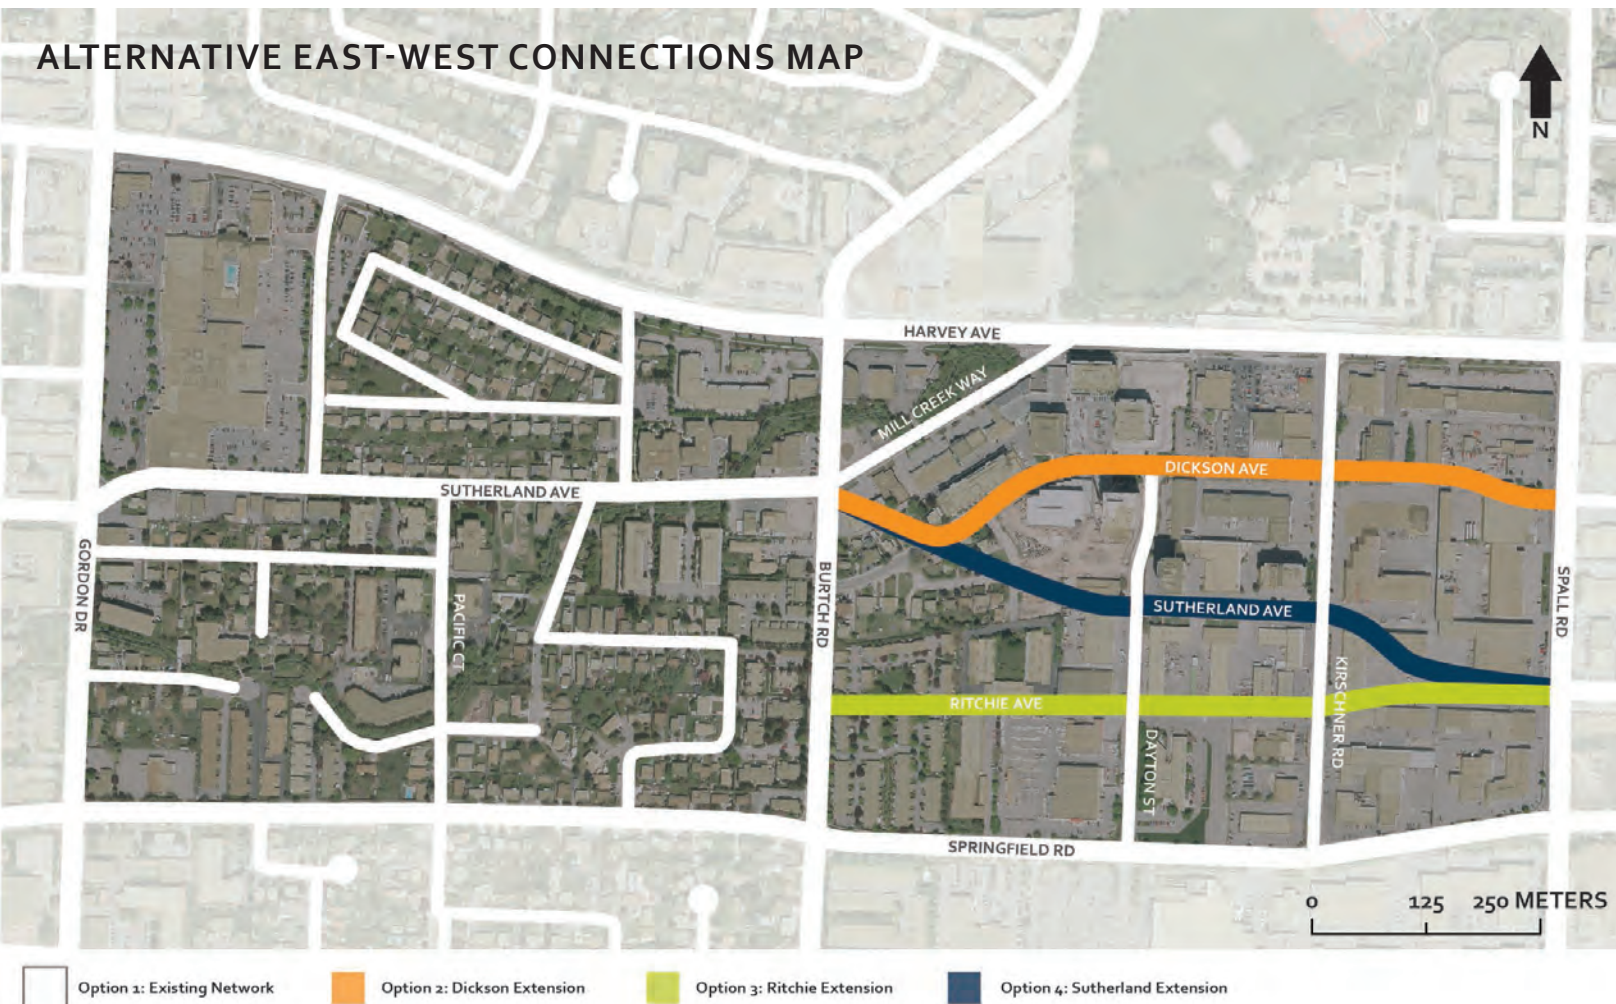 ALTERNATIVE EAST-WEST CONNECTIONS MAP
N
HARVEY AVE
MILL CREEK WAY
DICKSON AVE
SUTHERLAND AVE
GORDON DR
PACIFIC CT
BURTCH RD
SPALL RD
SUTHERLAND AVE
RITCHIE AVE
KIRSCHNER RD
DAYTON ST
SPRINGFIELD RD
0 125 250 METERS
Option 1: Existing Network
Option 2: Dickson Extension
Option 3: Ritchie Extension
Option 4: Sutherland Extension